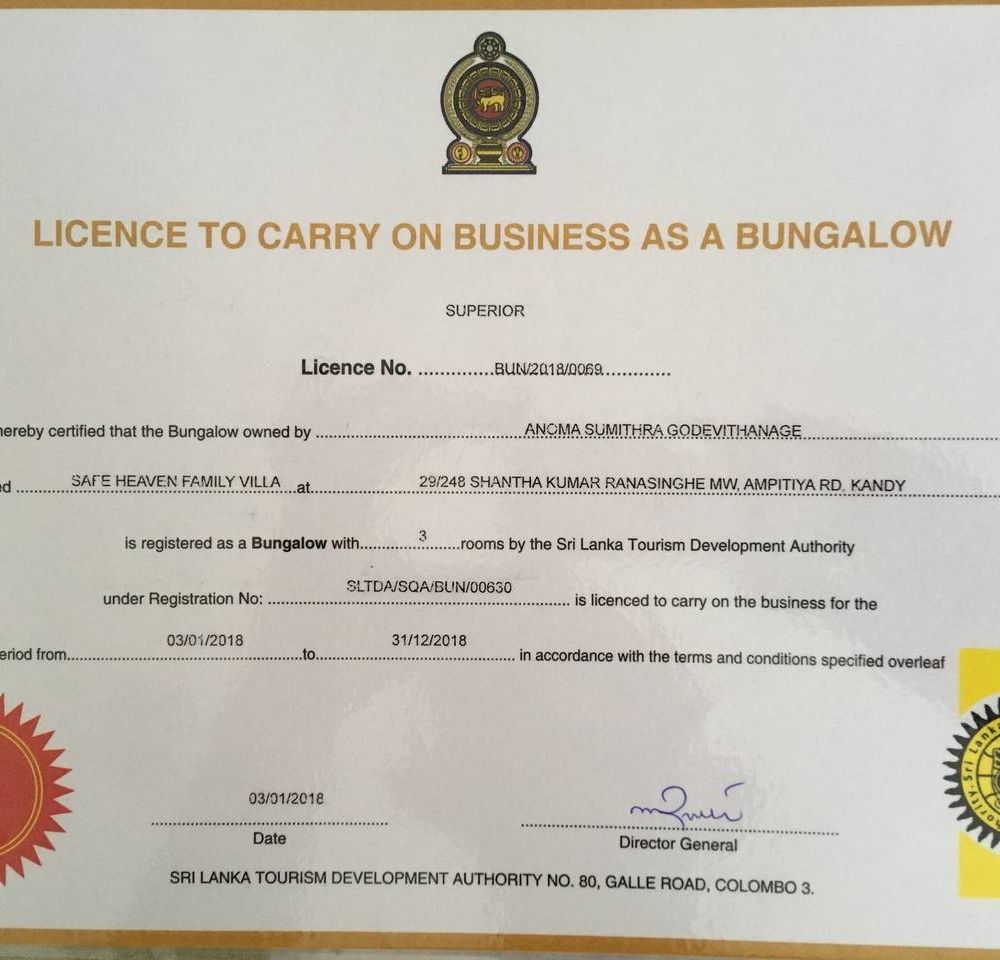 LICENCE TO CARRY ON BUSINESS AS A BUNGALOW
SUPERIOR
Licence No. .............BUN/2018/0069.............
hereby certified that the Bungalow owned by ........ANOMA SUMITHRA GODEVITHANAGE........
ed ........SAFE HEAVEN FAMILY VILLA ...at........29/248 SHANTHA KUMAR RANASINGHE MW, AMPITIYA RD. KANDY........
is registered as a Bungalow with........3........rooms by the Sri Lanka Tourism Development Authority
under Registration No: ........SLTDA/SQA/BUN/00630........ is licenced to carry on the business for the
eriod from........03/01/2018........to........31/12/2018........ in accordance with the terms and conditions specified overleaf
Sri Lanka
hority
03/01/2018
Date
Director General
SRI LANKA TOURISM DEVELOPMENT AUTHORITY NO. 80, GALLE ROAD, COLOMBO 3.